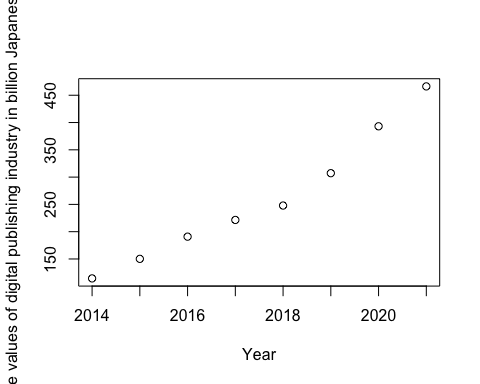 e values of digital publishing industry in billion Japanes
450
350
250
150
2014 2016 2018 2020
Year